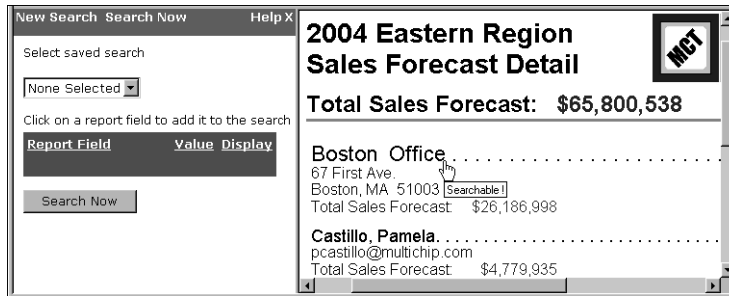 New Search Search Now Help X
Select saved search
None Selected
Click on a report field to add it to the search
Report Field Value Display
Search Now
2004 Eastern Region
Sales Forecast Detail
MCT
Total Sales Forecast: $65,800,538
Boston Office. . . . . . . . . . . . . . . . . . . . . .
67 First Ave.
Boston, MA 51003 Searchable!
Total Sales Forecast: $26,186,998
Castillo, Pamela. . . . . . . . . . . . . . . . . . . . . .
pcastillo@multichip.com
Total Sales Forecast: $4,779,935